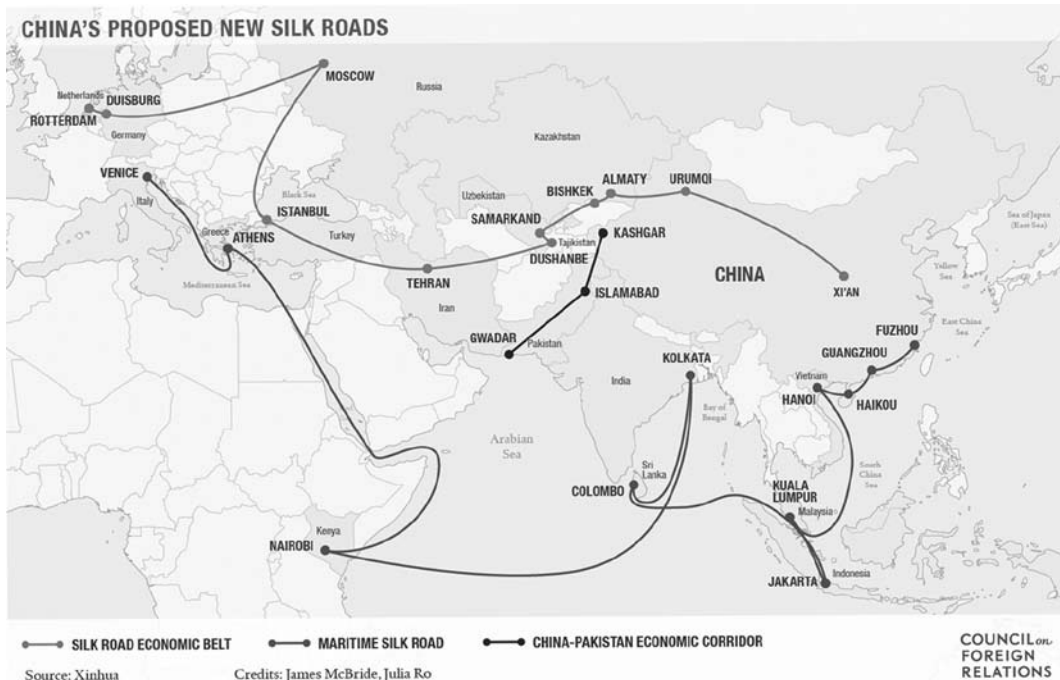 CHINA'S PROPOSED NEW SILK ROADS
MOSCOW
Russia
Netherlands
DUISBURG
ROTTERDAM
Germany
Kazakhstan
VENICE
ALMATY
URUMQI
BISHKEK
Black Sea
Uzbekistan
Italy
ISTANBUL
SAMARKAND
Sea of Japan
(East Sea)
Greece
ATHENS
Turkey
KASHGAR
Tajikistan
DUSHANBE
Mediterranean Sea
TEHRAN
CHINA
Yellow
Sea
ISLAMABAD
XI'AN
Iran
East China
Sea
FUZHOU
GWADAR
Pakistan
GUANGZHOU
KOLKATA
India
Vietnam
HANOI
HAIKOU
Bay of
Bengal
Arabian
Sea
Sri
Lanka
South
China
Sea
COLOMBO
KUALA
LUMPUR
Malaysia
Kenya
NAIROBI
JAKARTA
Indonesia
SILK ROAD ECONOMIC BELT
MARITIME SILK ROAD
CHINA-PAKISTAN ECONOMIC CORRIDOR
COUNCIL on
FOREIGN
RELATIONS
Source: Xinhua
Credits: James McBride, Julia Ro